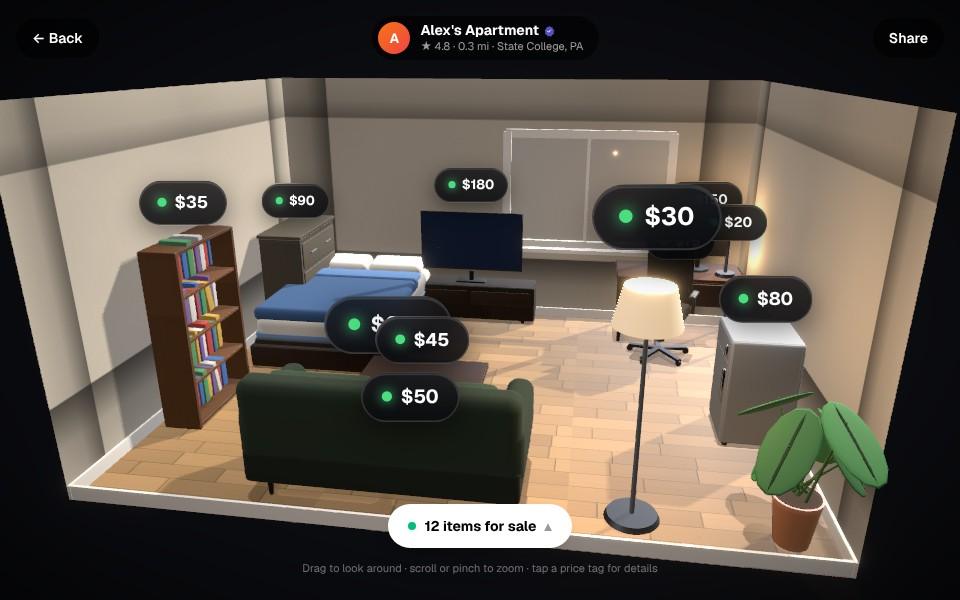 ← Back
A
Alex's Apartment
★ 4.8 · 0.3 mi · State College, PA
Share
$180
$35
$90
$30
$20
$80
$45
$50
12 items for sale ▲
Drag to look around · scroll or pinch to zoom · tap a price tag for details